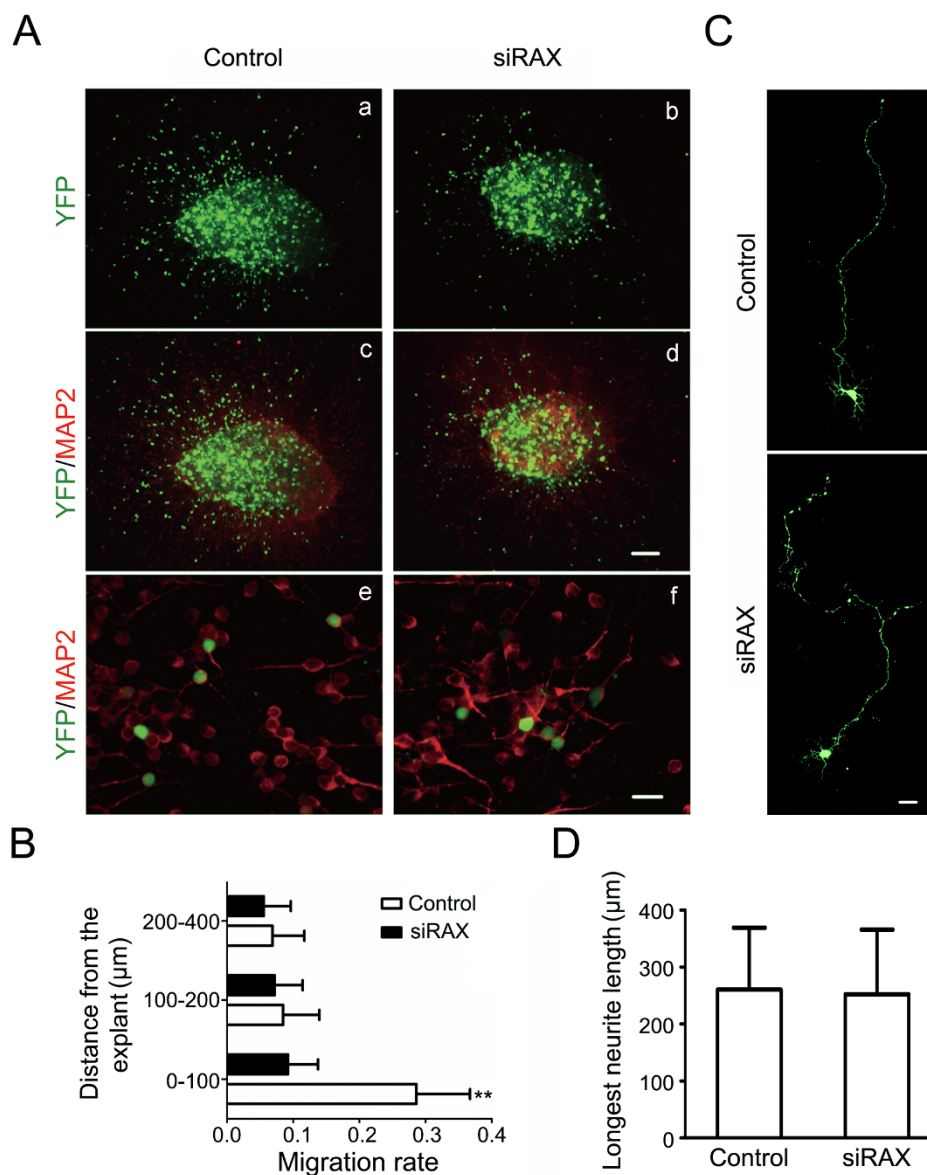 A
Control
siRAX
C
YFP
a
b
YFP/MAP2
c
d
YFP/MAP2
e
f
Control
siRAX
B
Distance from the
explant (µm)
200-400
100-200
0-100
Control
siRAX
**
0.0 0.1 0.2 0.3 0.4
Migration rate
D
Longest neurite length (µm)
400
300
200
100
0
Control siRAX